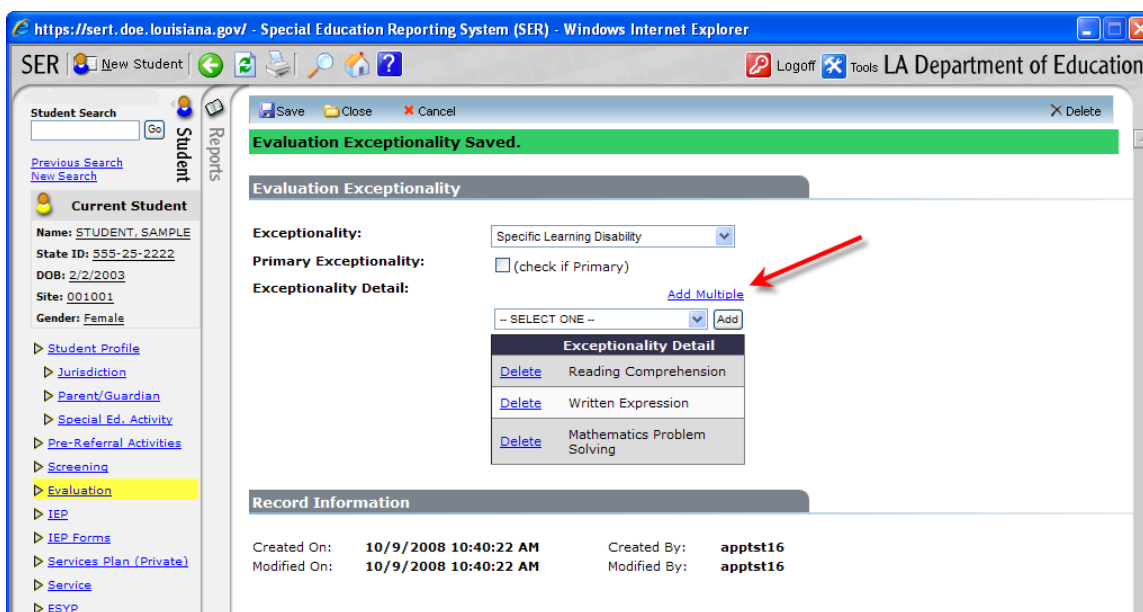 https://sert.doe.louisiana.gov/ - Special Education Reporting System (SER) - Windows Internet Explorer
SER New Student Logoff Tools LA Department of Education
Student Search
Go
Previous Search
New Search
Student
Reports
Current Student
Name: STUDENT, SAMPLE
State ID: 555-25-2222
DOB: 2/2/2003
Site: 001001
Gender: Female
Student Profile
Jurisdiction
Parent/Guardian
Special Ed. Activity
Pre-Referral Activities
Screening
Evaluation
IEP
IEP Forms
Services Plan (Private)
Service
ESYP
Save Close Cancel Delete
Evaluation Exceptionality Saved.
Evaluation Exceptionality
Exceptionality: Specific Learning Disability
Primary Exceptionality: (check if Primary)
Exceptionality Detail: Add Multiple
-- SELECT ONE -- Add
Exceptionality Detail
Delete Reading Comprehension
Delete Written Expression
Delete Mathematics Problem
Solving
Record Information
Created On: 10/9/2008 10:40:22 AM Created By: apptst16
Modified On: 10/9/2008 10:40:22 AM Modified By: apptst16